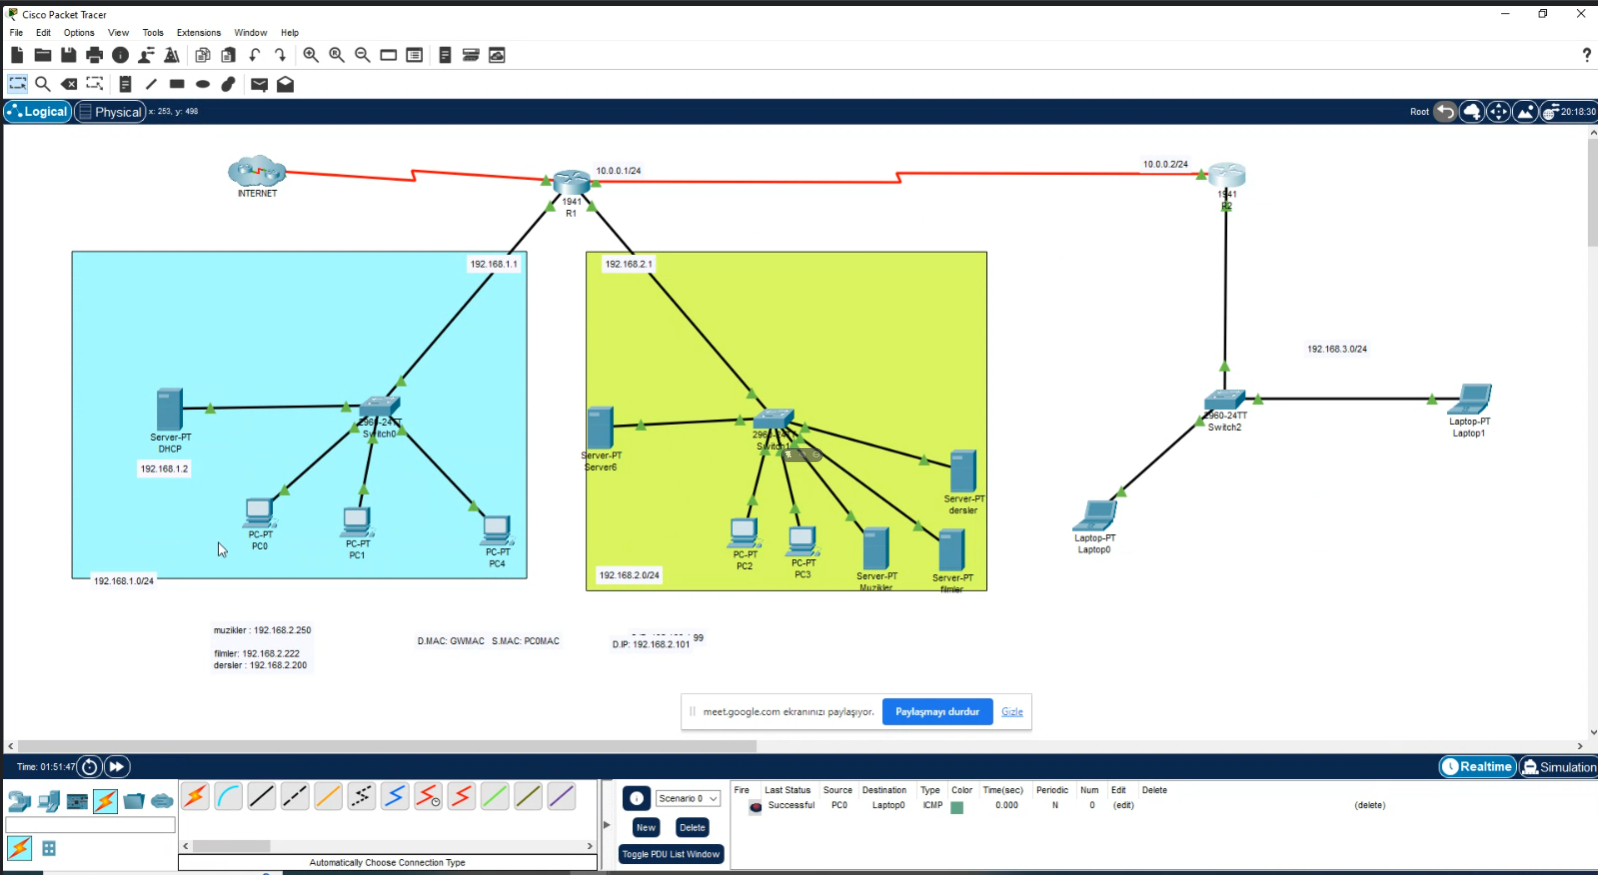 Cisco Packet Tracer
File Edit Options View Tools Extensions Window Help
?
Logical Physical x: 253, y: 498 Root 20:18:30
INTERNET
10.0.0.1/24
1941
R1
10.0.0.2/24
1941
R2
192.168.1.1
192.168.2.1
192.168.3.0/24
Server-PT
DHCP
192.168.1.2
2960-24TT
Switch0
PC-PT
PC0
PC-PT
PC1
PC-PT
PC4
192.168.1.0/24
Server-PT
Server6
Switch1
Server-PT
dersler
PC-PT
PC2
PC-PT
PC3
Server-PT
Muzikler
Server-PT
filmler
192.168.2.0/24
2960-24TT
Switch2
Laptop-PT
Laptop1
Laptop-PT
Laptop0
muzikler : 192.168.2.250
filmler: 192.168.2.222
dersler : 192.168.2.200
D.MAC: GWMAC S.MAC: PC0MAC
99
D.IP: 192.168.2.101
meet.google.com ekranınızı paylaşıyor. Paylaşmayı durdur Gizle
Time: 01:51:47 Realtime Simulation
Scenario 0
New Delete
Toggle PDU List Window
Automatically Choose Connection Type
Fire Last Status Source Destination Type Color Time(sec) Periodic Num Edit Delete
Successful PC0 Laptop0 ICMP 0.000 N 0 (edit) (delete)